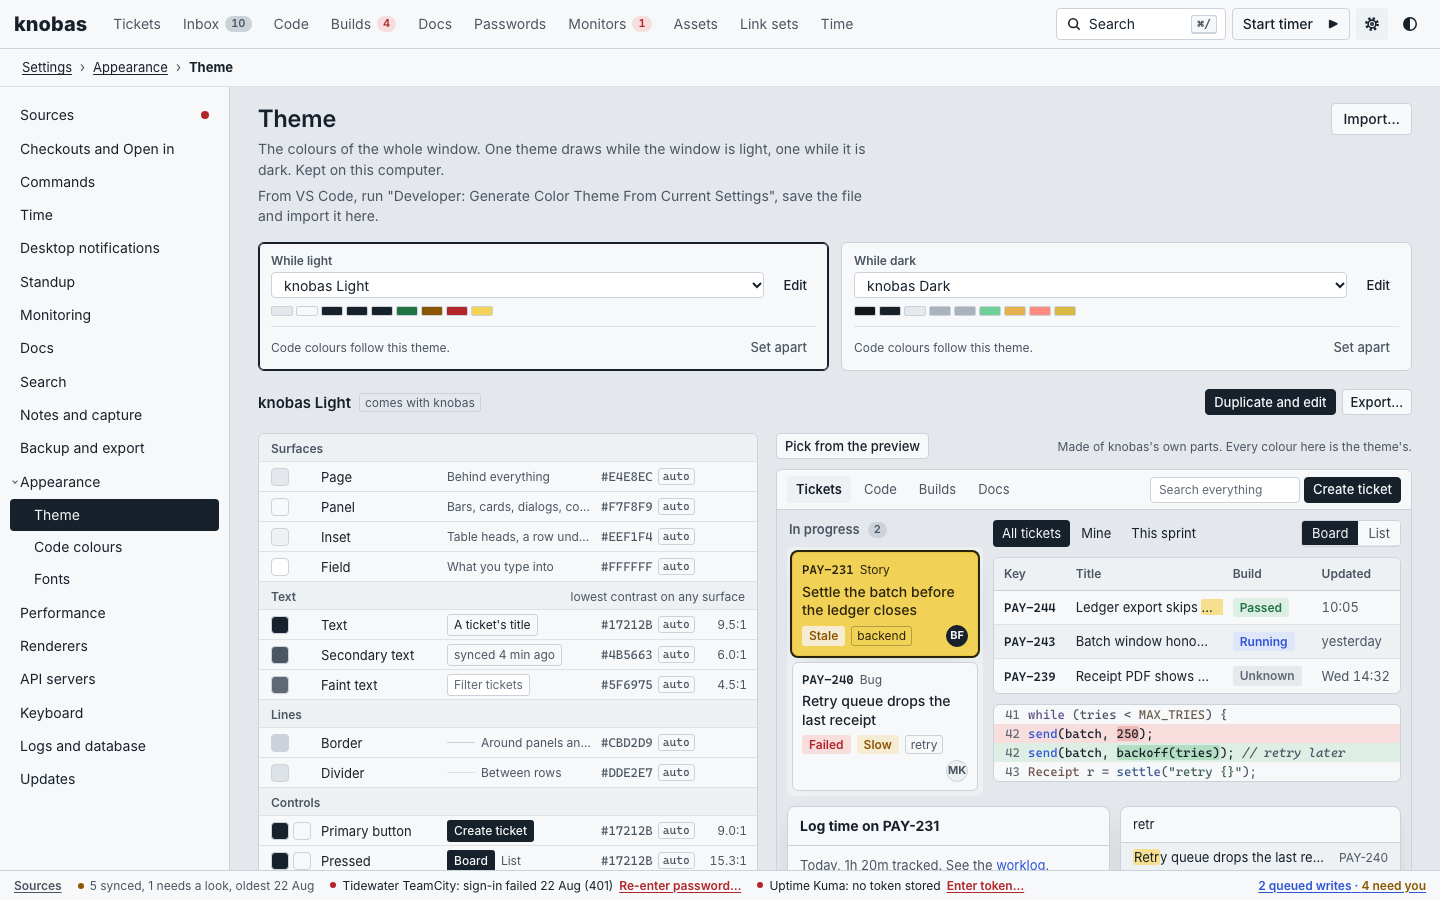 knobas Tickets Inbox 10 Code Builds 4 Docs Passwords Monitors 1 Assets Link sets Time Search ⌘/ Start timer
Settings › Appearance › Theme
Sources
Checkouts and Open in
Commands
Time
Desktop notifications
Standup
Monitoring
Docs
Search
Notes and capture
Backup and export
Appearance
Theme
Code colours
Fonts
Performance
Renderers
API servers
Keyboard
Logs and database
Updates
Theme
Import...
The colours of the whole window. One theme draws while the window is light, one while it is
dark. Kept on this computer.
From VS Code, run "Developer: Generate Color Theme From Current Settings", save the file
and import it here.
While light
knobas Light Edit
Code colours follow this theme. Set apart
While dark
knobas Dark Edit
Code colours follow this theme. Set apart
knobas Light comes with knobas Duplicate and edit Export...
Surfaces
Page Behind everything #E4E8EC auto
Panel Bars, cards, dialogs, co... #F7F8F9 auto
Inset Table heads, a row und... #EEF1F4 auto
Field What you type into #FFFFFF auto
Text lowest contrast on any surface
Text A ticket's title #17212B auto 9.5:1
Secondary text synced 4 min ago #4B5663 auto 6.0:1
Faint text Filter tickets #5F6975 auto 4.5:1
Lines
Border Around panels an... #CBD2D9 auto
Divider Between rows #DDE2E7 auto
Controls
Primary button Create ticket #17212B auto 9.0:1
Pressed Board List #17212B auto 15.3:1
Pick from the preview Made of knobas's own parts. Every colour here is the theme's.
Tickets Code Builds Docs Search everything Create ticket
In progress 2
PAY-231 Story
Settle the batch before
the ledger closes
Stale backend BF
PAY-240 Bug
Retry queue drops the
last receipt
Failed Slow retry
MK
All tickets Mine This sprint Board List
Key Title Build Updated
PAY-244 Ledger export skips ... Passed 10:05
PAY-243 Batch window hono... Running yesterday
PAY-239 Receipt PDF shows ... Unknown Wed 14:32
41 while (tries < MAX_TRIES) {
42 send(batch, 250);
42 send(batch, backoff(tries)); // retry later
43 Receipt r = settle("retry {}");
Log time on PAY-231
Today, 1h 20m tracked. See the worklog.
retr
Retry queue drops the last re... PAY-240
Sources 5 synced, 1 needs a look, oldest 22 Aug Tidewater TeamCity: sign-in failed 22 Aug (401) Re-enter password... Uptime Kuma: no token stored Enter token... 2 queued writes · 4 need you